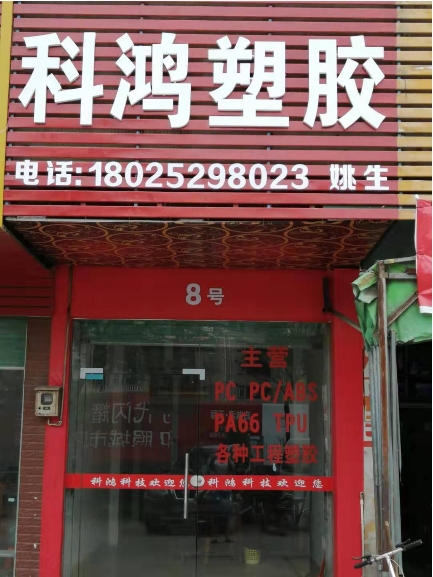 科鸿塑胶
电话:18025298023 姚生
8号
主营
PC PC/ABS
PA66 TPU
各种工程塑胶
科鸿科技欢迎您 科鸿科技欢迎您